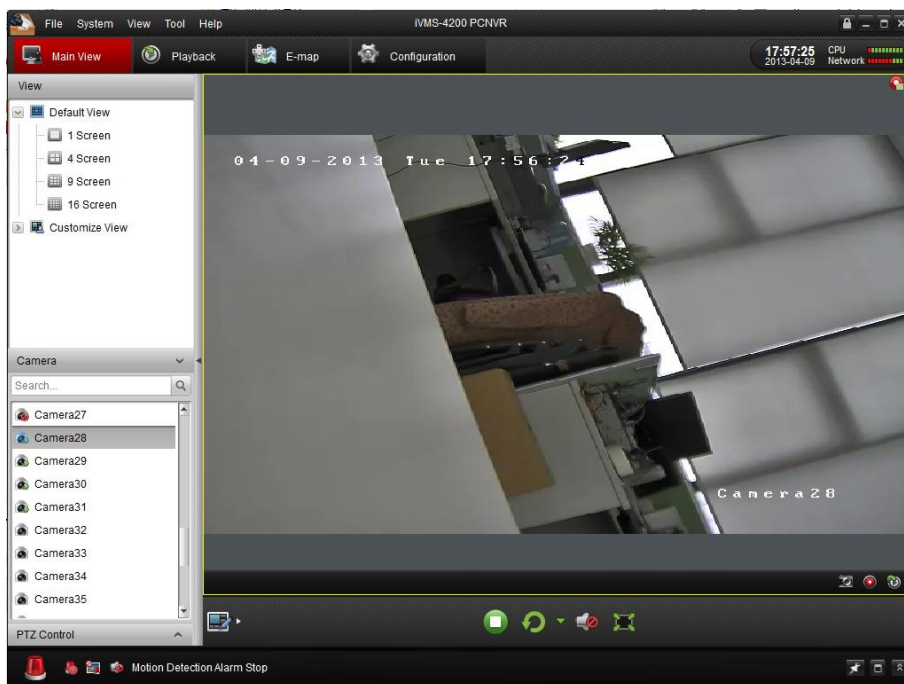 File System View Tool Help iVMS-4200 PCNVR
Main View Playback E-map Configuration 17:57:25 CPU
2013-04-09 Network
View
Default View
1 Screen
4 Screen
9 Screen
16 Screen
Customize View
04-09-2013 Tue 17:56:24
Camera
Search...
Camera27
Camera28
Camera29
Camera30
Camera31
Camera32
Camera33
Camera34
Camera35
Camera28
PTZ Control
Motion Detection Alarm Stop